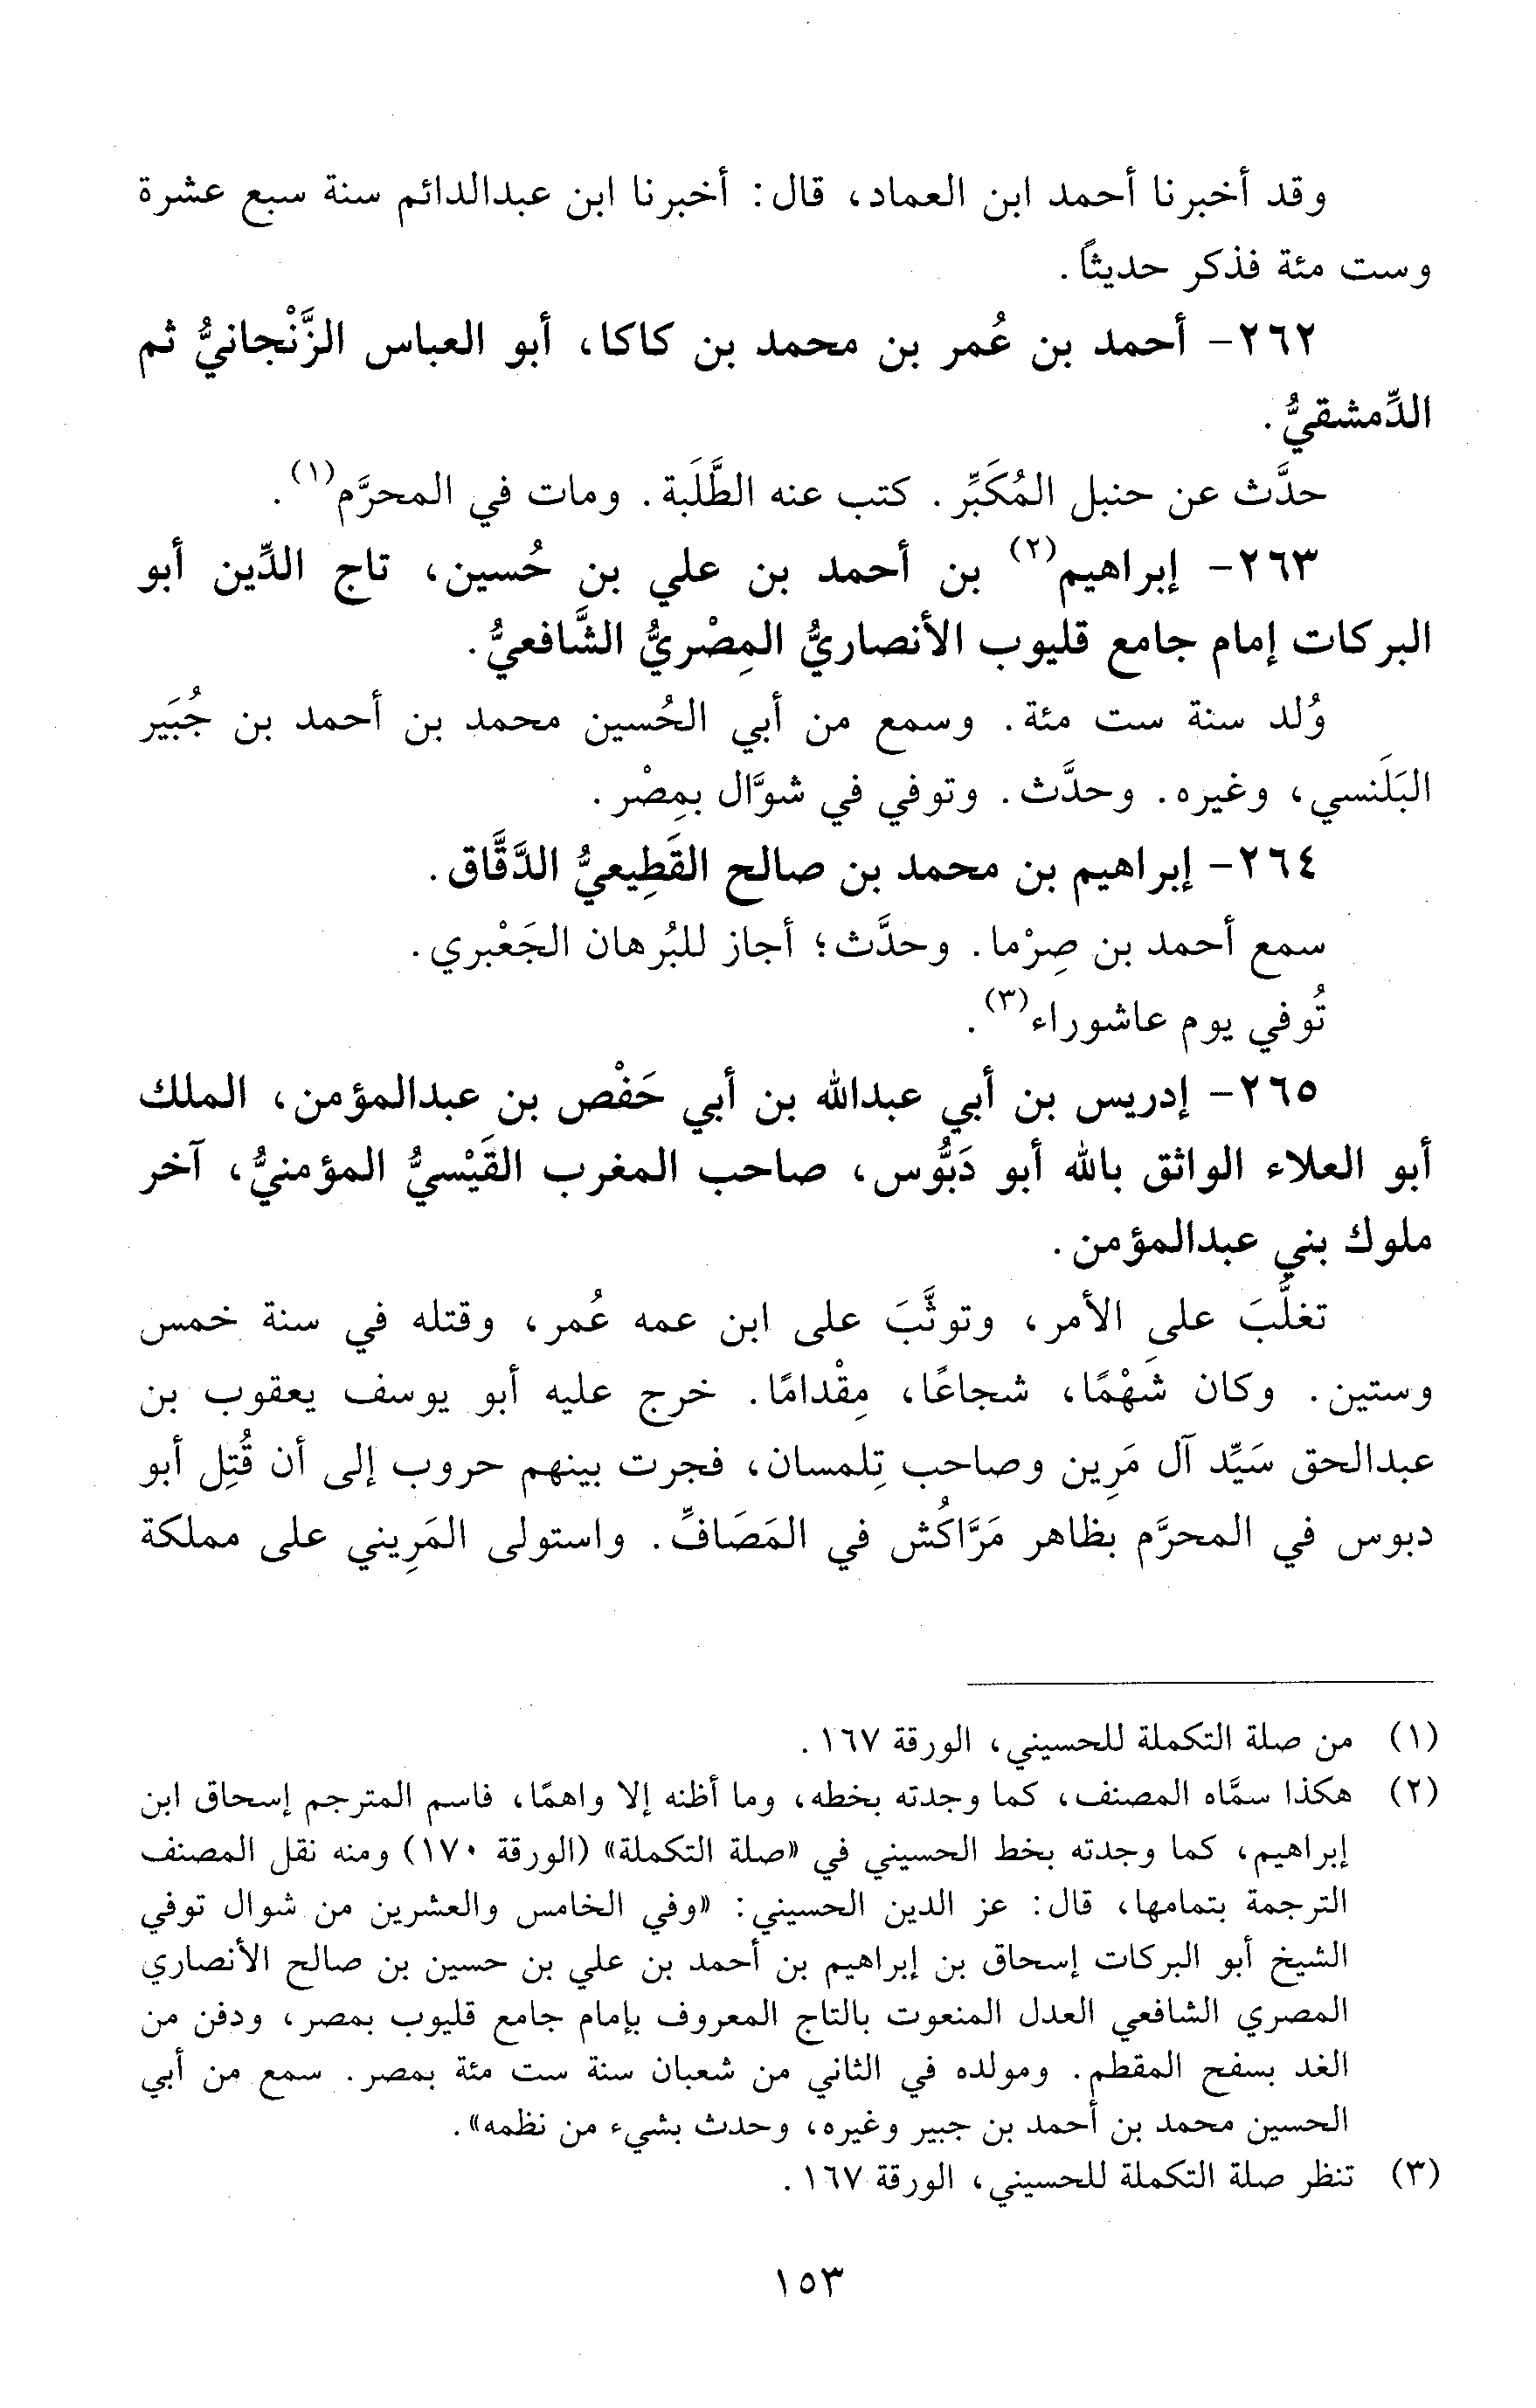 وقد أخبرنا أحمد ابن العماد، قال: أخبرنا ابن عبدالدائم سنة سبع عشرة
وست مئة فذكر حديثاً.
٢٦٢- أحمد بن عُمر بن محمد بن كاكا، أبو العباس الزَّنْجانيُّ ثم
الدِّمشقيُّ.
حدَّث عن حنبل المُكَبِّر. كتب عنه الطَّلَبة. ومات في المحرَّم(١).
٢٦٣- إبراهيم(٢) بن أحمد بن علي بن حُسين، تاج الدِّين أبو
البركات إمام جامع قليوب الأنصاريُّ المِصْريُّ الشَّافعيُّ.
وُلد سنة ست مئة. وسمع من أبي الحُسين محمد بن أحمد بن جُبَير
البَلَنسي، وغيره. وحدَّث. وتوفي في شوَّال بمِصْر.
٢٦٤- إبراهيم بن محمد بن صالح القَطِيعيُّ الدَّقَّاق.
سمع أحمد بن صِرْما. وحدَّث؛ أجاز للبُرهان الجَعْبري.
تُوفي يوم عاشوراء(٣).
٢٦٥- إدريس بن أبي عبدالله بن أبي حَفْص بن عبدالمؤمن، الملك
أبو العلاء الواثق بالله أبو دَبُّوس، صاحب المغرب القَيْسيُّ المؤمنيُّ، آخر
ملوك بني عبدالمؤمن.
تغلَّبَ على الأمر، وتوثَّبَ على ابن عمه عُمر، وقتله في سنة خمس
وستين. وكان شَهْمًا، شجاعًا، مِقْدامًا. خرج عليه أبو يوسف يعقوب بن
عبدالحق سَيِّد آل مَرِين وصاحب تِلمسان، فجرت بينهم حروب إلى أن قُتِل أبو
دبوس في المحرَّم بظاهر مَرَّاكُش في المَصَافِّ. واستولى المَرِيني على مملكة
(١) من صلة التكملة للحسيني، الورقة ١٦٧.
(٢) هكذا سمَّاه المصنف، كما وجدته بخطه، وما أظنه إلا واهمًا، فاسم المترجم إسحاق ابن
إبراهيم، كما وجدته بخط الحسيني في «صلة التكملة» (الورقة ١٧٠) ومنه نقل المصنف
الترجمة بتمامها، قال: عز الدين الحسيني: «وفي الخامس والعشرين من شوال توفي
الشيخ أبو البركات إسحاق بن إبراهيم بن أحمد بن علي بن حسين بن صالح الأنصاري
المصري الشافعي العدل المنعوت بالتاج المعروف بإمام جامع قليوب بمصر، ودفن من
الغد بسفح المقطم. ومولده في الثاني من شعبان سنة ست مئة بمصر. سمع من أبي
الحسين محمد بن أحمد بن جبير وغيره، وحدث بشيء من نظمه».
(٣) تنظر صلة التكملة للحسيني، الورقة ١٦٧.
١٥٣